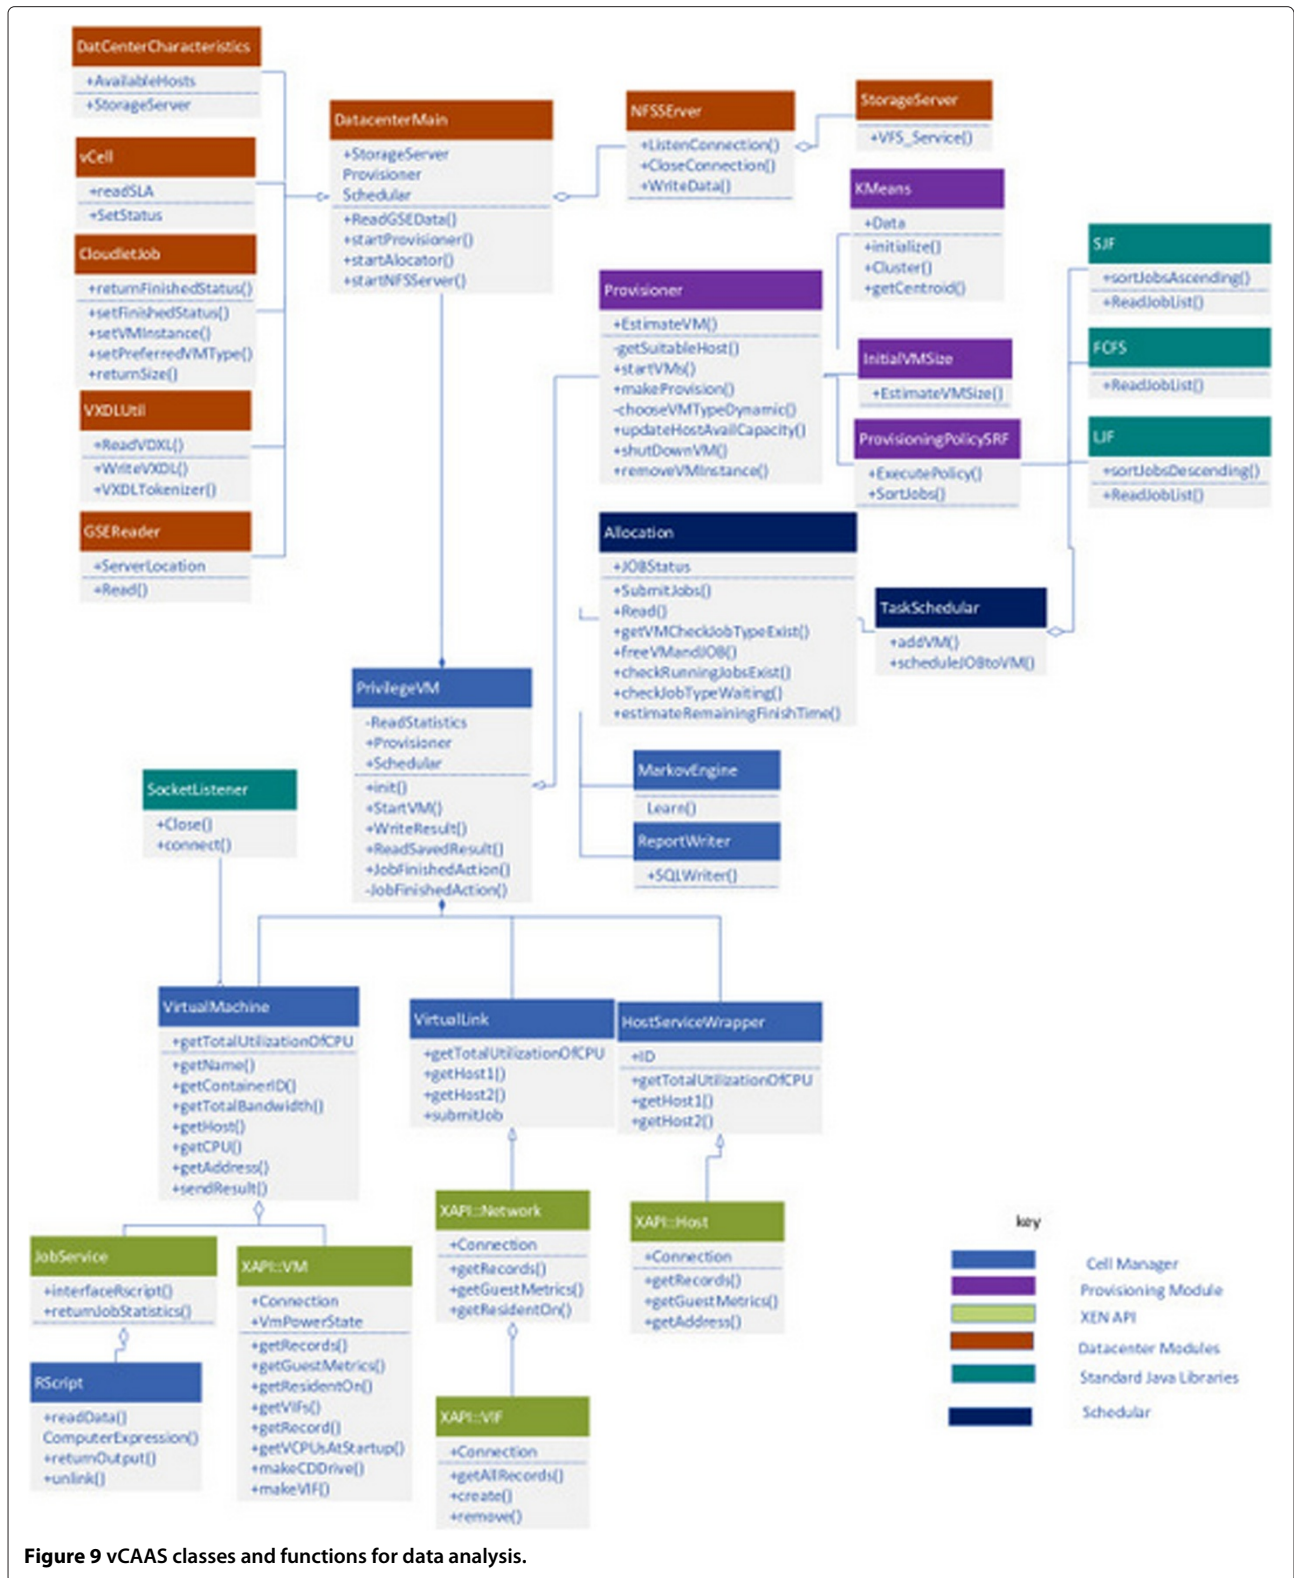 DatCenterCharacteristics
+AvailableHosts
+StorageServer
vCell
+readSLA
+SetStatus
CloudletJob
+returnFinishedStatus()
+setFinishedStatus()
+setVMInstance()
+setPreferredVMType()
+returnSize()
VXDLUtil
+ReadVDXL()
+WriteVXDL()
+VXDLTokenizer()
GSEReader
+ServerLocation
+Read()
DatacenterMain
+StorageServer
Provisioner
Schedular
+ReadGSEData()
+startProvisioner()
+startAlocator()
+startNFSServer()
NFSSErver
+ListenConnection()
+CloseConnection()
+WriteData()
StorageServer
+VFS_Service()
KMeans
+Data
+initialize()
+Cluster()
+getCentroid()
Provisioner
+EstimateVM()
-getSuitableHost()
+startVMs()
+makeProvision()
-chooseVMTypeDynamic()
+updateHostAvailCapacity()
+shutDownVM()
+removeVMInstance()
InitialVMSize
+EstimateVMSize()
ProvisioningPolicySRF
+ExecutePolicy()
+SortJobs()
SJF
+sortJobsAscending()
+ReadJobList()
FCFS
+ReadJobList()
LJF
+sortJobsDescending()
+ReadJobList()
Allocation
+JOBStatus
+SubmitJobs()
+Read()
+getVMCheckJobTypeExist()
+freeVMandJOB()
+checkRunningJobsExist()
+checkJobTypeWaiting()
+estimateRemainingFinishTime()
TaskSchedular
+addVM()
+scheduleJOBtoVM()
PrivilegeVM
-ReadStatistics
+Provisioner
+Schedular
+init()
+StartVM()
+WriteResult()
+ReadSavedResult()
+JobFinishedAction()
-JobFinishedAction()
MarkovEngine
Learn()
ReportWriter
+SQLWriter()
SocketListener
+Close()
+connect()
VirtualMachine
+getTotalUtilizationOfCPU
+getName()
+getContainerID()
+getTotalBandwidth()
+getHost()
+getCPU()
+getAddress()
+sendResult()
VirtualLink
+getTotalUtilizationOfCPU
+getHost1()
+getHost2()
+submitJob
HostServiceWrapper
+ID
+getTotalUtilizationOfCPU
+getHost1()
+getHost2()
JobService
+interfaceRscript()
+returnJobStatistics()
RScript
+readData()
ComputerExpression()
+returnOutput()
+unlink()
XAPI::VM
+Connection
+VmPowerState
+getRecords()
+getGuestMetrics()
+getResidentOn()
+getVIFs()
+getRecord()
+getVCPUsAtStartup()
+makeCDDrive()
+makeVIF()
XAPI::Network
+Connection
+getRecords()
+getGuestMetrics()
+getResidentOn()
XAPI::VIF
+Connection
+getAllRecords()
+create()
+remove()
XAPI::Host
+Connection
+getRecords()
+getGuestMetrics()
+getAddress()
key
Cell Manager
Provisioning Module
XEN API
Datacenter Modules
Standard Java Libraries
Schedular
Figure 9 vCAAS classes and functions for data analysis.